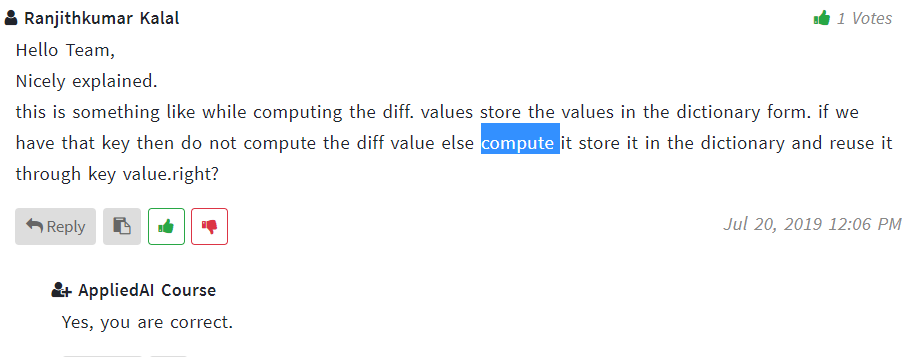 Ranjithkumar Kalal
1 Votes
Hello Team,
Nicely explained.
this is something like while computing the diff. values store the values in the dictionary form. if we
have that key then do not compute the diff value else compute it store it in the dictionary and reuse it
through key value.right?
Reply
Jul 20, 2019 12:06 PM
AppliedAI Course
Yes, you are correct.